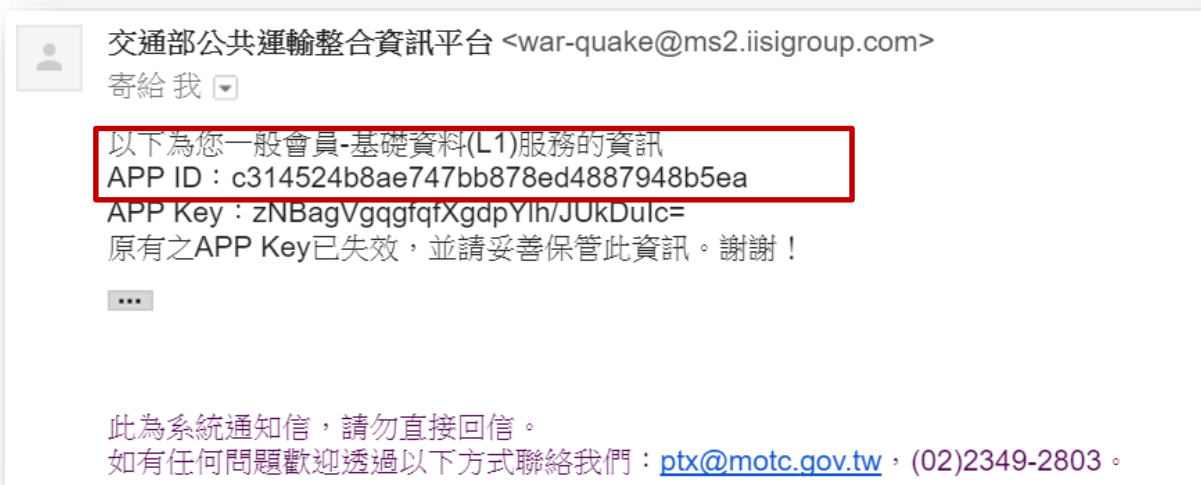 交通部公共運輸整合資訊平台 <war-quake@ms2.iisigroup.com>
寄給 我
以下為您一般會員-基礎資料(L1)服務的資訊
APP ID：c314524b8ae747bb878ed4887948b5ea
APP Key：zNBagVgqgfqfXgdpYlh/JUkDuIc=
原有之APP Key已失效，並請妥善保管此資訊。謝謝！
此為系統通知信，請勿直接回信。
如有任何問題歡迎透過以下方式聯絡我們：ptx@motc.gov.tw，(02)2349-2803。